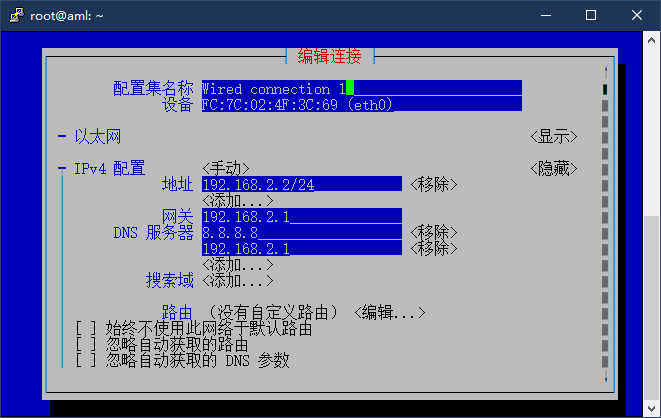 root@aml: ~
编辑连接
配置集名称 Wired connection 1
设备 FC:7C:02:4F:3C:69 (eth0)
- 以太网 <显示>
- IPv4 配置 <手动> <隐藏>
地址 192.168.2.2/24 <移除>
<添加...>
网关 192.168.2.1
DNS 服务器 8.8.8.8 <移除>
192.168.2.1 <移除>
<添加...>
搜索域 <添加...>
路由 (没有自定义路由) <编辑...>
[ ] 始终不使用此网络于默认路由
[ ] 忽略自动获取的路由
[ ] 忽略自动获取的 DNS 参数